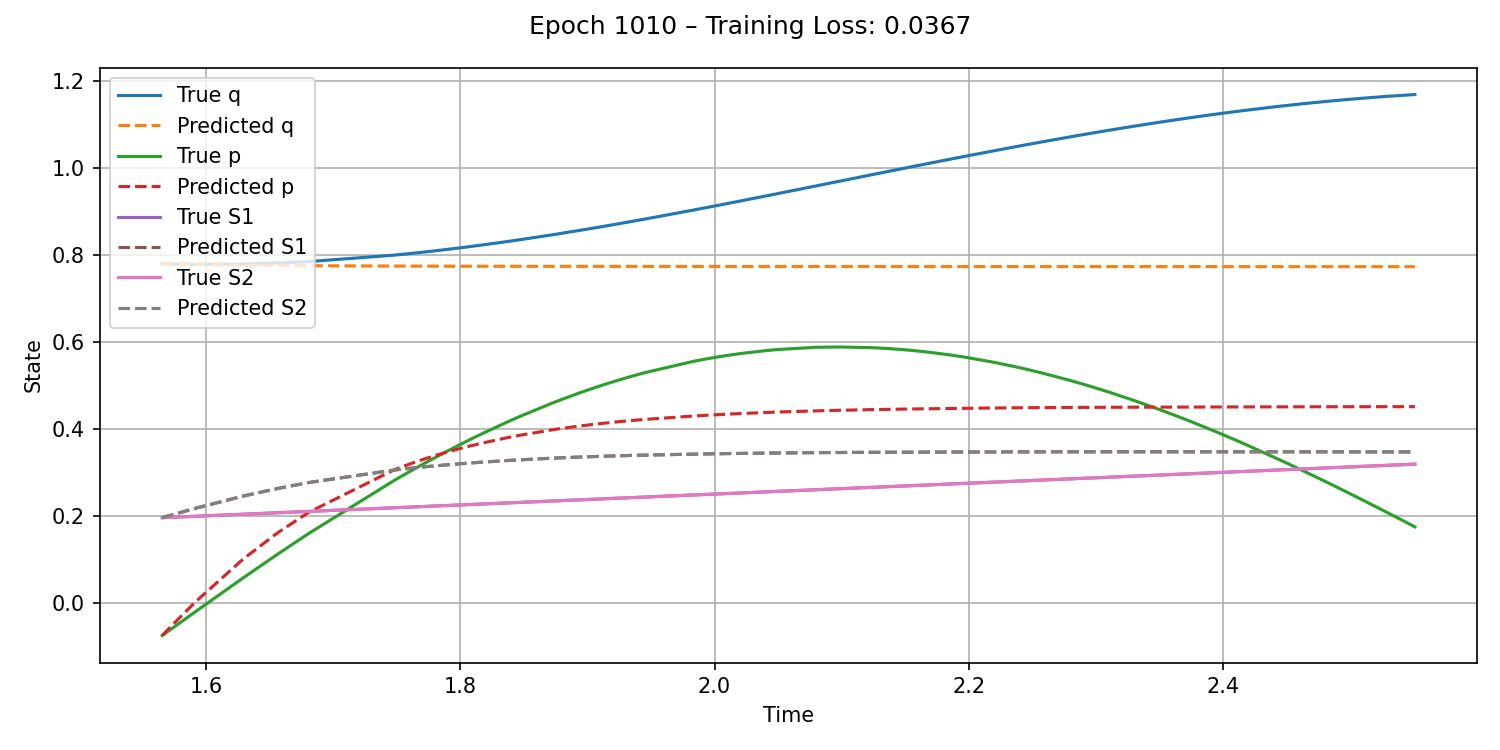 Epoch 1010 – Training Loss: 0.0367
1.2
1.0
0.8
0.6
0.4
0.2
0.0
State
True q
Predicted q
True p
Predicted p
True S1
Predicted S1
True S2
Predicted S2
1.6
1.8
2.0
2.2
2.4
Time